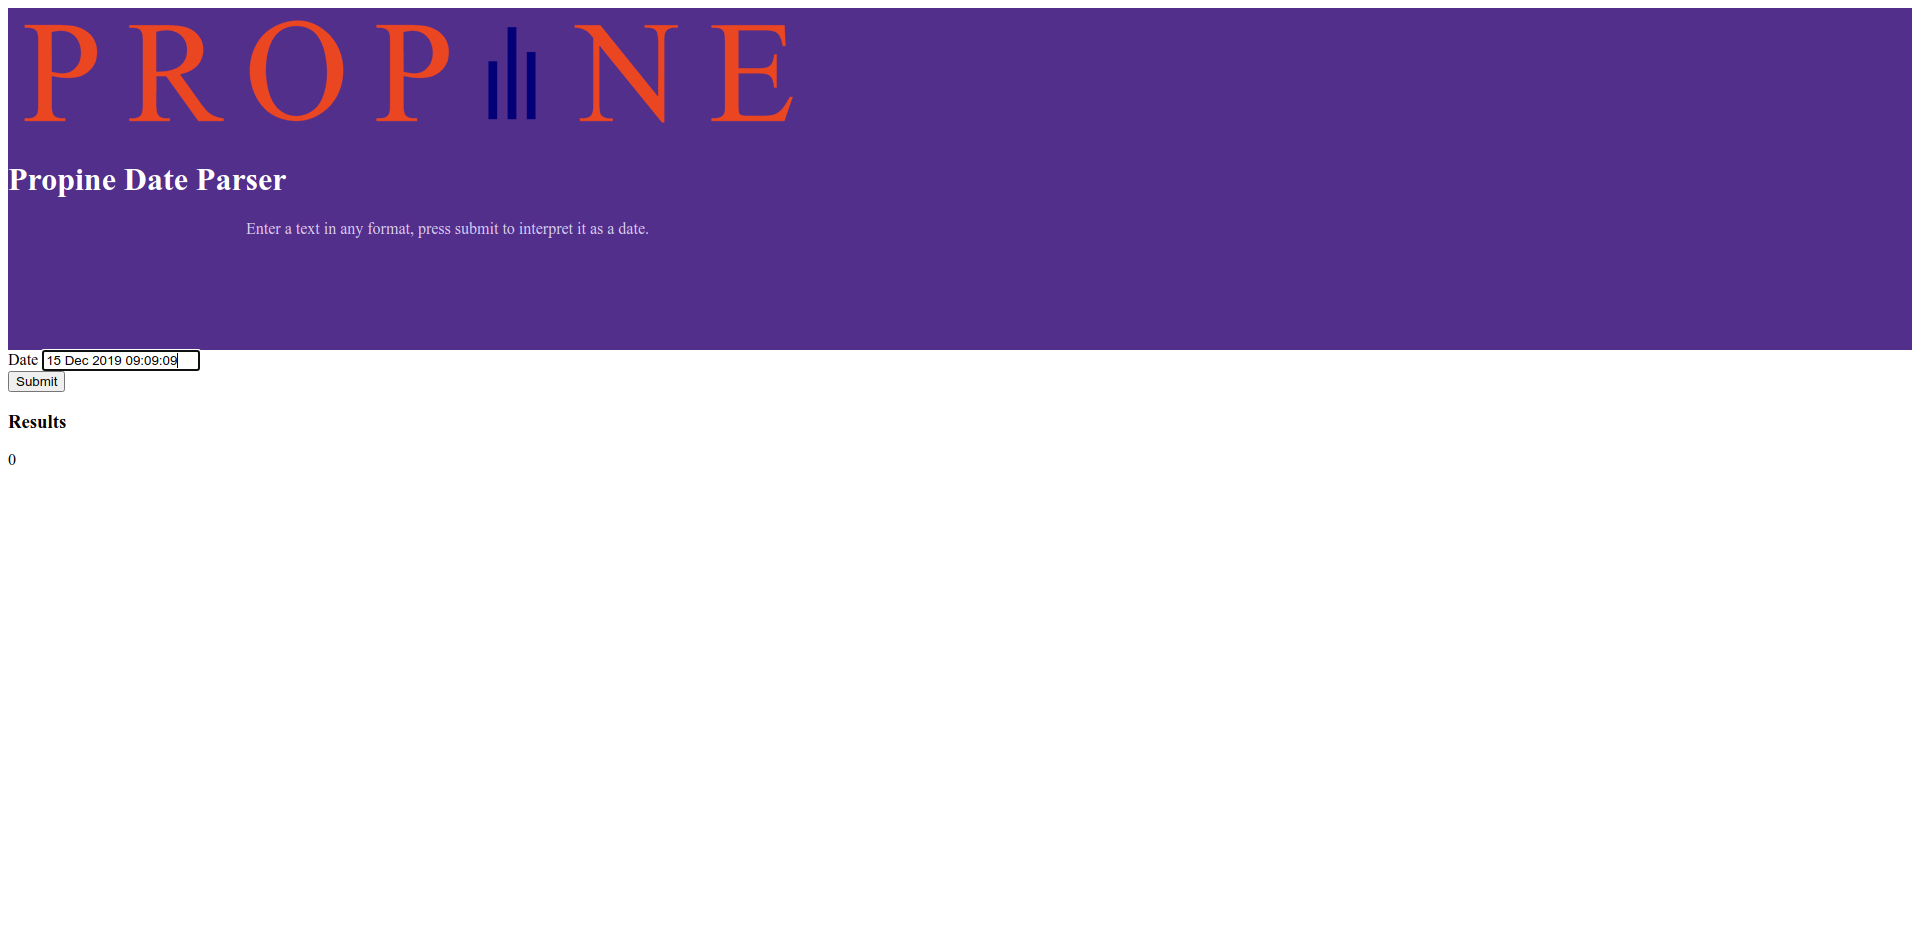 PROPINE
Propine Date Parser
Enter a text in any format, press submit to interpret it as a date.
Date 15 Dec 2019 09:09:09
Submit
Results
0